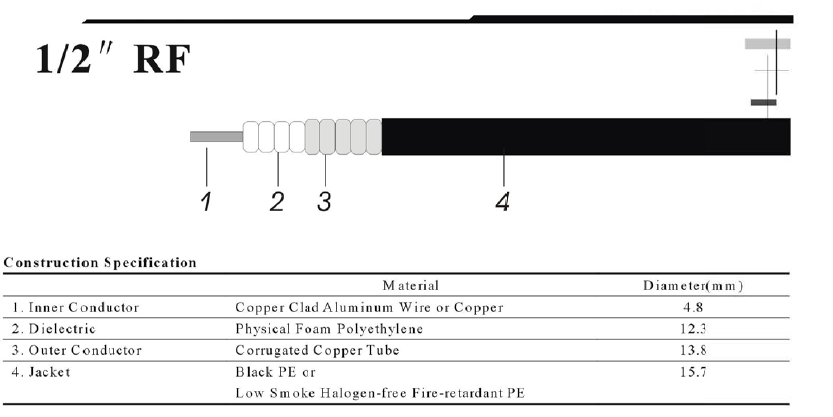 1/2" RF
1 2 3 4
Construction Specification
Material Diameter(mm)
1. Inner Conductor Copper Clad Aluminum Wire or Copper 4.8
2. Dielectric Physical Foam Polyethylene 12.3
3. Outer Conductor Corrugated Copper Tube 13.8
4. Jacket Black PE or 15.7
Low Smoke Halogen-free Fire-retardant PE